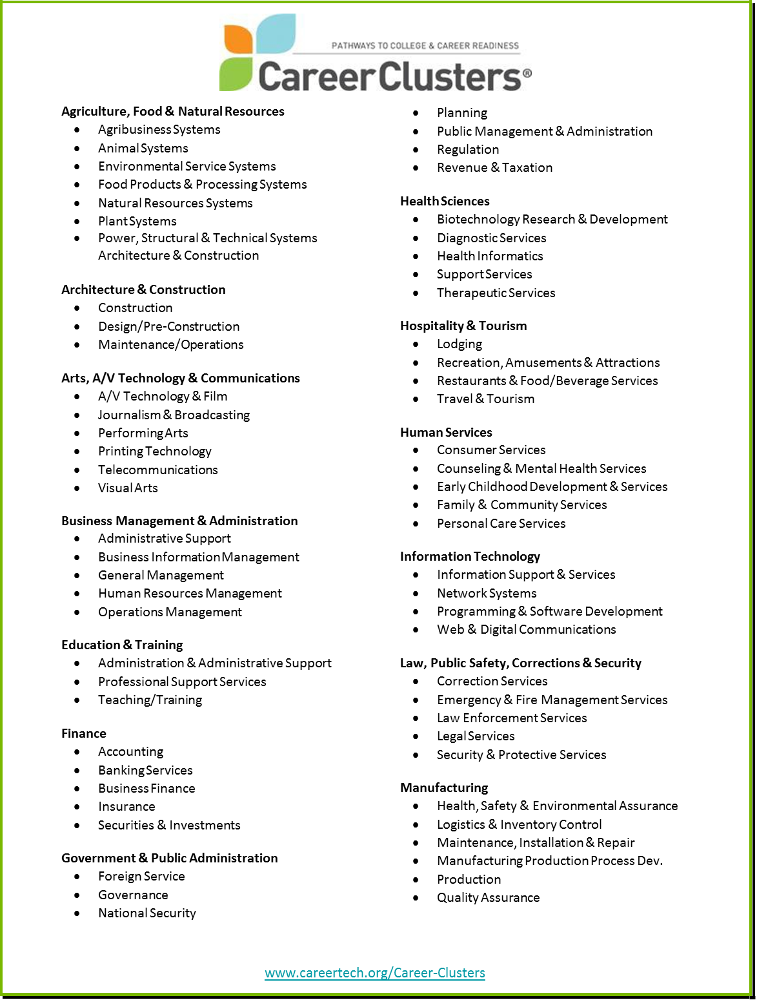 PATHWAYS TO COLLEGE & CAREER READINESS
CareerClusters®
Agriculture, Food & Natural Resources
• Agribusiness Systems
• Animal Systems
• Environmental Service Systems
• Food Products & Processing Systems
• Natural Resources Systems
• Plant Systems
• Power, Structural & Technical Systems
Architecture & Construction
Architecture & Construction
• Construction
• Design/Pre-Construction
• Maintenance/Operations
Arts, A/V Technology & Communications
• A/V Technology & Film
• Journalism & Broadcasting
• Performing Arts
• Printing Technology
• Telecommunications
• Visual Arts
Business Management & Administration
• Administrative Support
• Business Information Management
• General Management
• Human Resources Management
• Operations Management
Education & Training
• Administration & Administrative Support
• Professional Support Services
• Teaching/Training
Finance
• Accounting
• Banking Services
• Business Finance
• Insurance
• Securities & Investments
Government & Public Administration
• Foreign Service
• Governance
• National Security
• Planning
• Public Management & Administration
• Regulation
• Revenue & Taxation
Health Sciences
• Biotechnology Research & Development
• Diagnostic Services
• Health Informatics
• Support Services
• Therapeutic Services
Hospitality & Tourism
• Lodging
• Recreation, Amusements & Attractions
• Restaurants & Food/Beverage Services
• Travel & Tourism
Human Services
• Consumer Services
• Counseling & Mental Health Services
• Early Childhood Development & Services
• Family & Community Services
• Personal Care Services
Information Technology
• Information Support & Services
• Network Systems
• Programming & Software Development
• Web & Digital Communications
Law, Public Safety, Corrections & Security
• Correction Services
• Emergency & Fire Management Services
• Law Enforcement Services
• Legal Services
• Security & Protective Services
Manufacturing
• Health, Safety & Environmental Assurance
• Logistics & Inventory Control
• Maintenance, Installation & Repair
• Manufacturing Production Process Dev.
• Production
• Quality Assurance
www.careertech.org/Career-Clusters